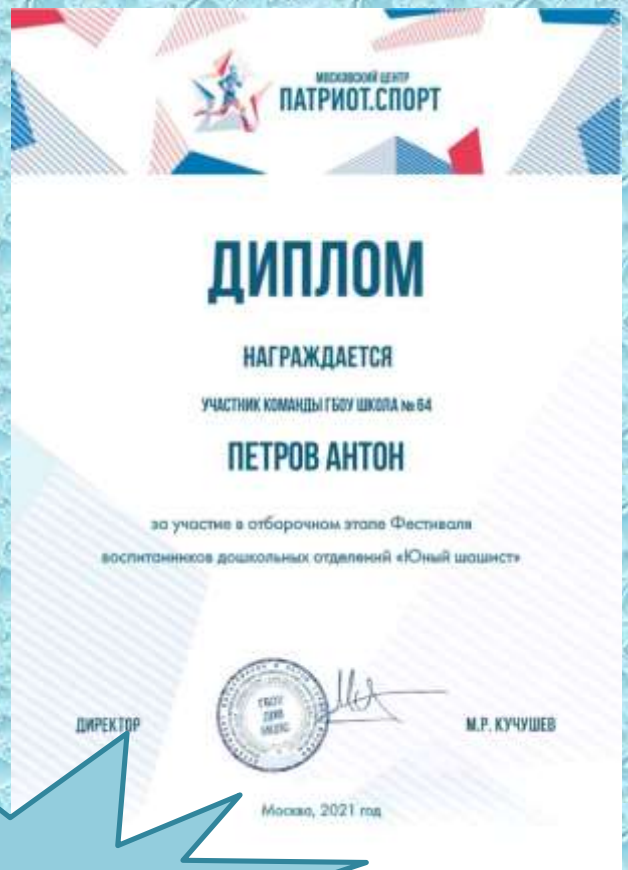 МОСКОВСКИЙ ЦЕНТР
ПАТРИОТ.СПОРТ
ДИПЛОМ
НАГРАЖДАЕТСЯ
УЧАСТНИК КОМАНДЫ ГБОУ ШКОЛА № 64
ПЕТРОВ АНТОН
за участие в отборочном этапе Фестиваля
воспитанников дошкольных отделений «Юный шашист»
ДИРЕКТОР
М.Р. КУЧУШЕВ
Москва, 2021 год